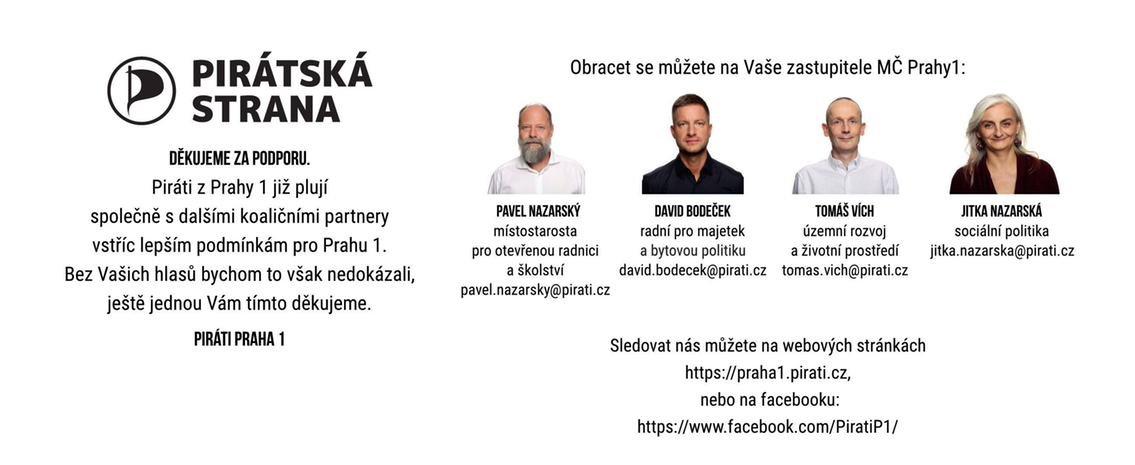 PIRÁTSKÁ
STRANA
DĚKUJEME ZA PODPORU.
Piráti z Prahy 1 již plují
společně s dalšími koaličními partnery
vstříc lepším podmínkám pro Prahu 1.
Bez Vašich hlasů bychom to však nedokázali,
ještě jednou Vám tímto děkujeme.
PIRÁTI PRAHA 1
Obracet se můžete na Vaše zastupitele MČ Prahy1:
PAVEL NAZARSKÝ
místostarosta
pro otevřenou radnici
a školství
pavel.nazarsky@pirati.cz
DAVID BODEČEK
radní pro majetek
a bytovou politiku
david.bodecek@pirati.cz
TOMÁŠ VÍCH
územní rozvoj
a životní prostředí
tomas.vich@pirati.cz
JITKA NAZARSKÁ
sociální politika
jitka.nazarska@pirati.cz
Sledovat nás můžete na webových stránkách
https://praha1.pirati.cz,
nebo na facebooku:
https://www.facebook.com/PiratiP1/